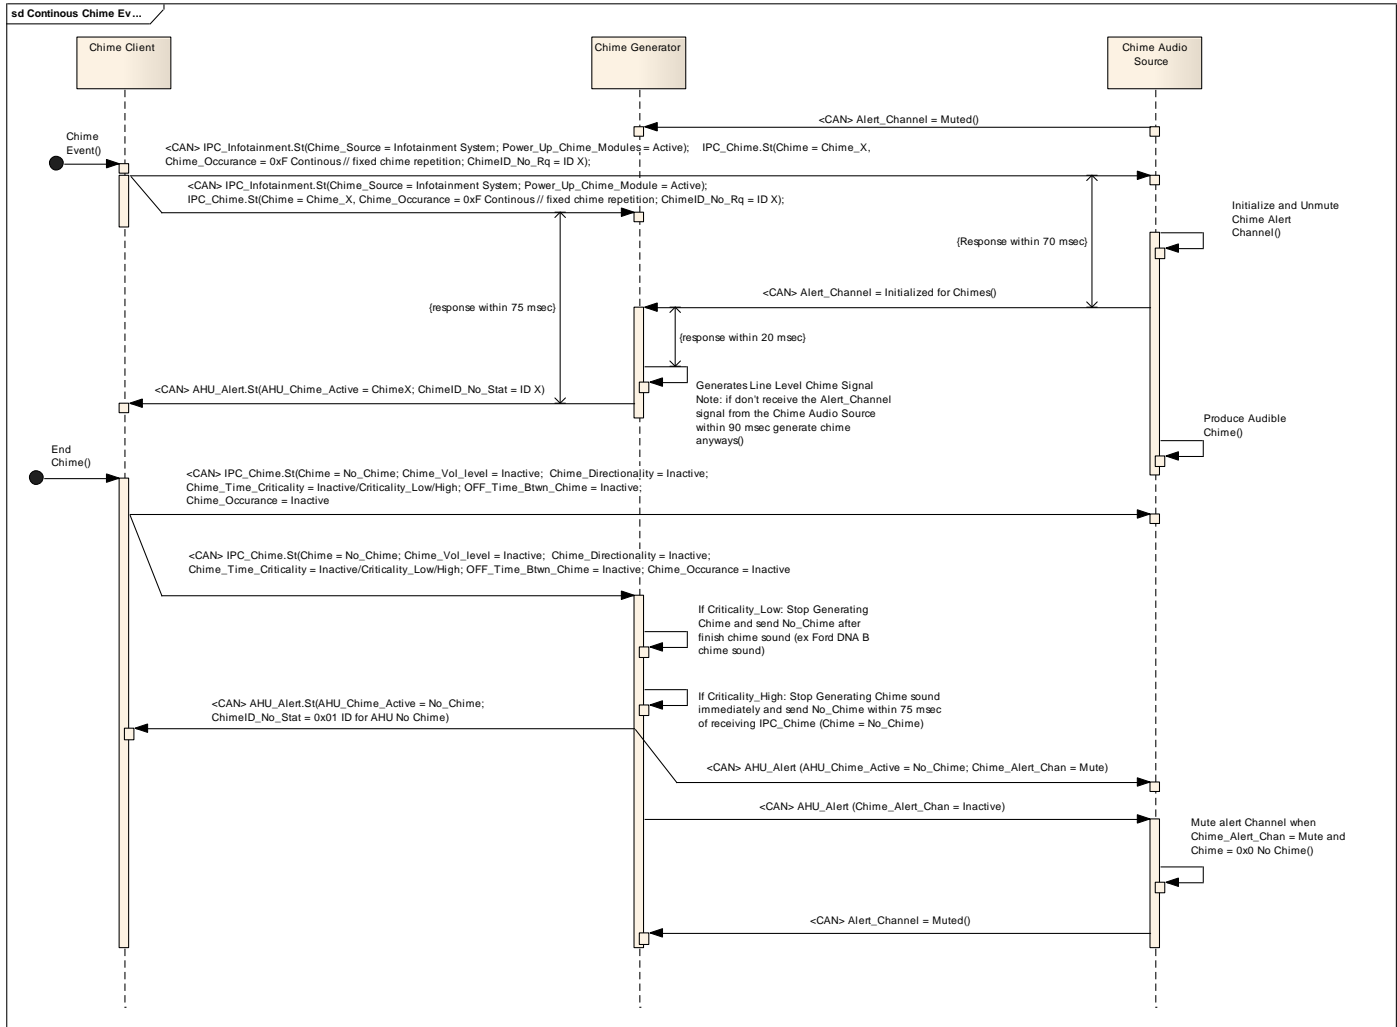 sd Continous Chime Ev...
Chime Client
Chime Generator
Chime Audio
Source
<CAN> Alert_Channel = Muted()
Chime
Event()
<CAN> IPC_Infotainment.St(Chime_Source = Infotainment System; Power_Up_Chime_Modules = Active); IPC_Chime.St(Chime = Chime_X,
Chime_Occurance = 0xF Continous // fixed chime repetition; ChimeID_No_Rq = ID X);
<CAN> IPC_Infotainment.St(Chime_Source = Infotainment System; Power_Up_Chime_Module = Active);
IPC_Chime.St(Chime = Chime_X, Chime_Occurance = 0xF Continous // fixed chime repetition; ChimeID_No_Rq = ID X);
Initialize and Unmute
Chime Alert
Channel()
{Response within 70 msec}
<CAN> Alert_Channel = Initialized for Chimes()
{response within 75 msec}
{response within 20 msec}
<CAN> AHU_Alert.St(AHU_Chime_Active = ChimeX; ChimeID_No_Stat = ID X)
Generates Line Level Chime Signal
Note: if don't receive the Alert_Channel
signal from the Chime Audio Source
within 90 msec generate chime
anyways()
Produce Audible
Chime()
End
Chime()
<CAN> IPC_Chime.St(Chime = No_Chime; Chime_Vol_level = Inactive; Chime_Directionality = Inactive;
Chime_Time_Criticality = Inactive/Criticality_Low/High; OFF_Time_Btwn_Chime = Inactive;
Chime_Occurance = Inactive
<CAN> IPC_Chime.St(Chime = No_Chime; Chime_Vol_level = Inactive; Chime_Directionality = Inactive;
Chime_Time_Criticality = Inactive/Criticality_Low/High; OFF_Time_Btwn_Chime = Inactive; Chime_Occurance = Inactive
If Criticality_Low: Stop Generating
Chime and send No_Chime after
finish chime sound (ex Ford DNA B
chime sound)
If Criticality_High: Stop Generating Chime sound
immediately and send No_Chime within 75 msec
of receiving IPC_Chime (Chime = No_Chime)
<CAN> AHU_Alert.St(AHU_Chime_Active = No_Chime;
ChimeID_No_Stat = 0x01 ID for AHU No Chime)
<CAN> AHU_Alert (AHU_Chime_Active = No_Chime; Chime_Alert_Chan = Mute)
<CAN> AHU_Alert (Chime_Alert_Chan = Inactive)
Mute alert Channel when
Chime_Alert_Chan = Mute and
Chime = 0x0 No Chime()
<CAN> Alert_Channel = Muted()